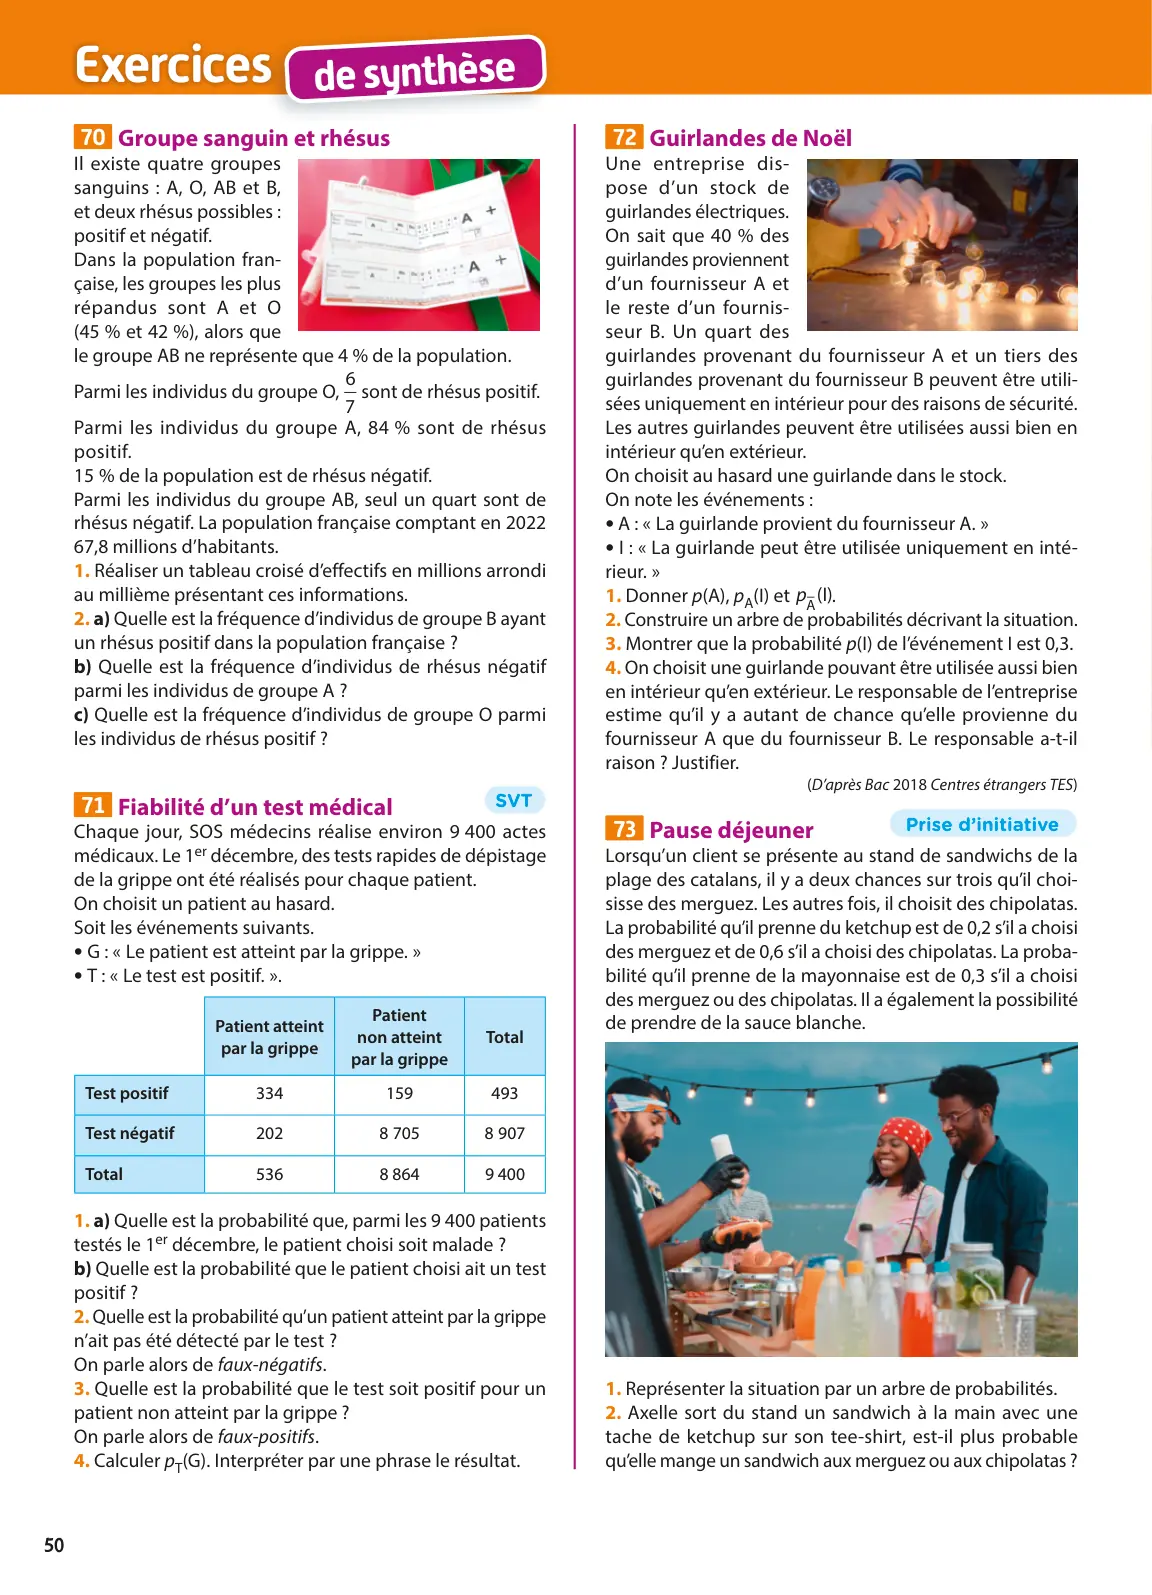 Exercices de synthèse
70 Groupe sanguin et rhésus
Il existe quatre groupes
sanguins : A, O, AB et B,
et deux rhésus possibles :
positif et négatif.
Dans la population fran-
çaise, les groupes les plus
répandus sont A et O
(45 % et 42 %), alors que
le groupe AB ne représente que 4 % de la population.
Parmi les individus du groupe O, 6/7 sont de rhésus positif.
Parmi les individus du groupe A, 84 % sont de rhésus
positif.
15 % de la population est de rhésus négatif.
Parmi les individus du groupe AB, seul un quart sont de
rhésus négatif. La population française comptant en 2022
67,8 millions d'habitants.
1. Réaliser un tableau croisé d'effectifs en millions arrondi
au millième présentant ces informations.
2. a) Quelle est la fréquence d'individus de groupe B ayant
un rhésus positif dans la population française ?
b) Quelle est la fréquence d'individus de rhésus négatif
parmi les individus de groupe A ?
c) Quelle est la fréquence d'individus de groupe O parmi
les individus de rhésus positif ?
A +
A +
71 Fiabilité d'un test médical SVT
Chaque jour, SOS médecins réalise environ 9 400 actes
médicaux. Le 1er décembre, des tests rapides de dépistage
de la grippe ont été réalisés pour chaque patient.
On choisit un patient au hasard.
Soit les événements suivants.
• G : « Le patient est atteint par la grippe. »
• T : « Le test est positif. ».
Patient atteint par la grippe | Patient non atteint par la grippe | Total
Test positif 334 159 493
Test négatif 202 8 705 8 907
Total 536 8 864 9 400
1. a) Quelle est la probabilité que, parmi les 9 400 patients
testés le 1er décembre, le patient choisi soit malade ?
b) Quelle est la probabilité que le patient choisi ait un test
positif ?
2. Quelle est la probabilité qu'un patient atteint par la grippe
n'ait pas été détecté par le test ?
On parle alors de faux-négatifs.
3. Quelle est la probabilité que le test soit positif pour un
patient non atteint par la grippe ?
On parle alors de faux-positifs.
4. Calculer pT(G). Interpréter par une phrase le résultat.
72 Guirlandes de Noël
Une entreprise dis-
pose d'un stock de
guirlandes électriques.
On sait que 40 % des
guirlandes proviennent
d'un fournisseur A et
le reste d'un fournis-
seur B. Un quart des
guirlandes provenant du fournisseur A et un tiers des
guirlandes provenant du fournisseur B peuvent être utili-
sées uniquement en intérieur pour des raisons de sécurité.
Les autres guirlandes peuvent être utilisées aussi bien en
intérieur qu'en extérieur.
On choisit au hasard une guirlande dans le stock.
On note les événements :
• A : « La guirlande provient du fournisseur A. »
• I : « La guirlande peut être utilisée uniquement en inté-
rieur. »
1. Donner p(A), pA(I) et pA̅(I).
2. Construire un arbre de probabilités décrivant la situation.
3. Montrer que la probabilité p(I) de l'événement I est 0,3.
4. On choisit une guirlande pouvant être utilisée aussi bien
en intérieur qu'en extérieur. Le responsable de l'entreprise
estime qu'il y a autant de chance qu'elle provienne du
fournisseur A que du fournisseur B. Le responsable a-t-il
raison ? Justifier.
(D'après Bac 2018 Centres étrangers TES)
73 Pause déjeuner Prise d'initiative
Lorsqu'un client se présente au stand de sandwichs de la
plage des catalans, il y a deux chances sur trois qu'il choi-
sisse des merguez. Les autres fois, il choisit des chipolatas.
La probabilité qu'il prenne du ketchup est de 0,2 s'il a choisi
des merguez et de 0,6 s'il a choisi des chipolatas. La proba-
bilité qu'il prenne de la mayonnaise est de 0,3 s'il a choisi
des merguez ou des chipolatas. Il a également la possibilité
de prendre de la sauce blanche.
1. Représenter la situation par un arbre de probabilités.
2. Axelle sort du stand un sandwich à la main avec une
tache de ketchup sur son tee-shirt, est-il plus probable
qu'elle mange un sandwich aux merguez ou aux chipolatas ?
50